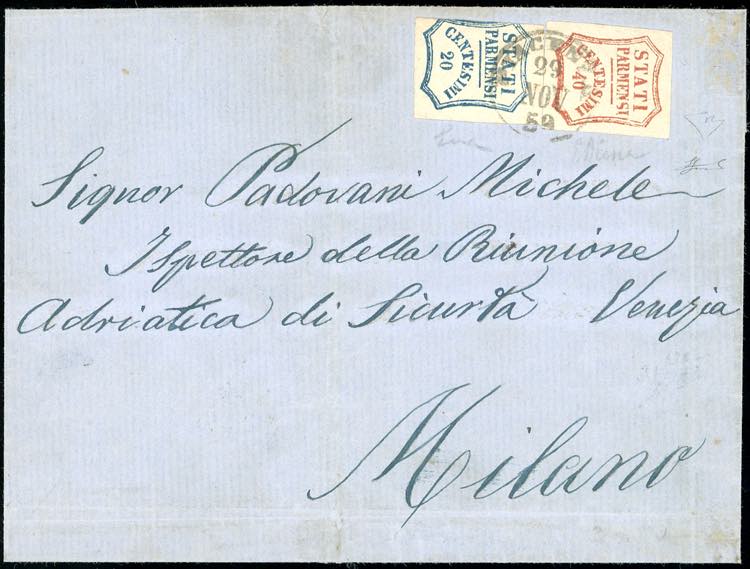 STATI
PARMENSI
CENTESIMI
20
STATI
PARMENSI
CENTESIMI
40
29
NOV
59
Signor Padovani Michele
Ispettore della Riunione
Adriatica di Sicurtà Venezia
Milano